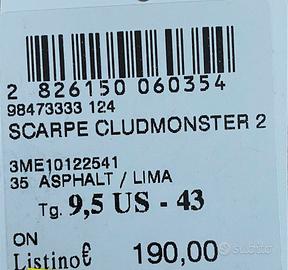 2 826150 060354
98473333 124
SCARPE CLUDMONSTER 2
3ME10122541
35 ASPHALT / LIMA
Tg. 9,5 US - 43
ON
Listino€ 190,00
subito